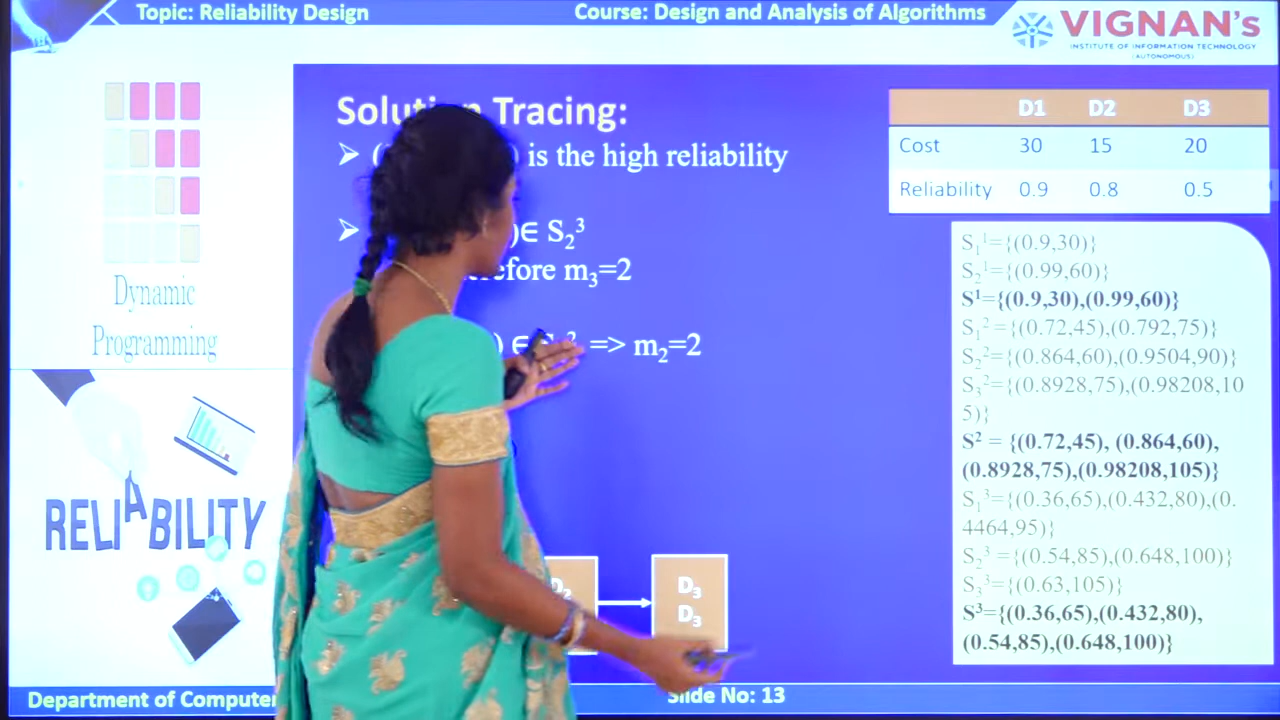 Topic: Reliability Design
Course: Design and Analysis of Algorithms
VIGNAN's
INSTITUTE OF INFORMATION TECHNOLOGY
(AUTONOMOUS)
Dynamic
Programming
RELIABILITY
Solution Tracing:
➤ ( ) is the high reliability
➤ )∈ S₂³
refore m₃=2
) ∈ => m₂=2
D₂
D₃
D₃
D1 D2 D3
Cost 30 15 20
Reliability 0.9 0.8 0.5
S₁¹={(0.9,30)}
S₂¹={(0.99,60)}
S¹={(0.9,30),(0.99,60)}
S₁²={(0.72,45),(0.792,75)}
S₂²={(0.864,60),(0.9504,90)}
S₃²={(0.8928,75),(0.98208,10
5)}
S² = {(0.72,45), (0.864,60),
(0.8928,75),(0.98208,105)}
S₁³={(0.36,65),(0.432,80),(0.
4464,95)}
S₂³ ={(0.54,85),(0.648,100)}
S₃³={(0.63,105)}
S³={(0.36,65),(0.432,80),
(0.54,85),(0.648,100)}
Department of Computer
Slide No: 13